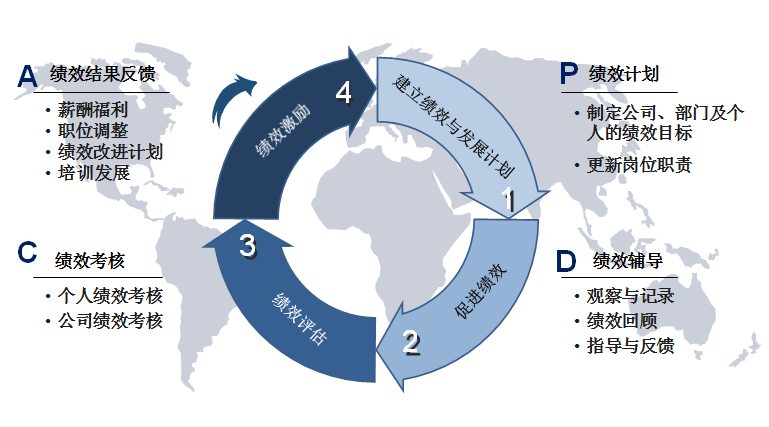 A 绩效结果反馈
• 薪酬福利
• 职位调整
• 绩效改进计划
• 培训发展
P 绩效计划
• 制定公司、部门及个
人的绩效目标
• 更新岗位职责
4
绩效激励
建立绩效与发展计划
1
3
绩效评估
促进绩效
2
C 绩效考核
• 个人绩效考核
• 公司绩效考核
D 绩效辅导
• 观察与记录
• 绩效回顾
• 指导与反馈